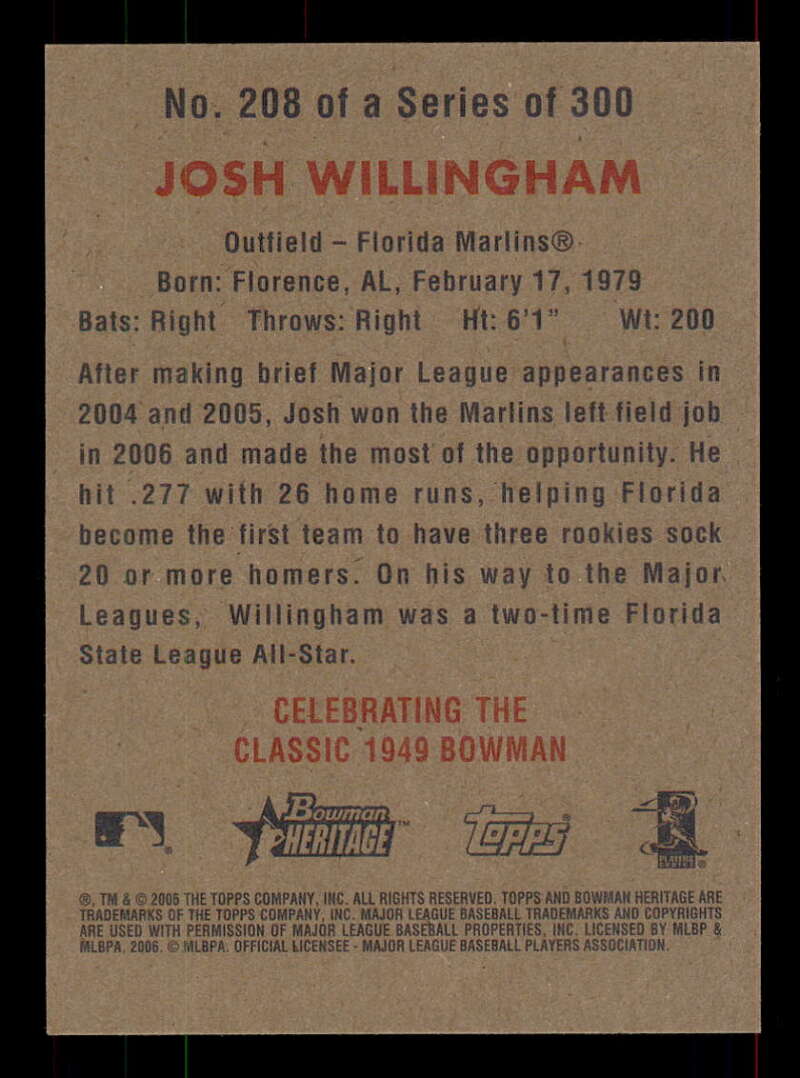 No. 208 of a Series of 300
JOSH WILLINGHAM
Outfield – Florida Marlins®
Born: Florence, AL, February 17, 1979
Bats: Right Throws: Right Ht: 6'1" Wt: 200
After making brief Major League appearances in
2004 and 2005, Josh won the Marlins left field job
in 2006 and made the most of the opportunity. He
hit .277 with 26 home runs, helping Florida
become the first team to have three rookies sock
20 or more homers. On his way to the Major
Leagues, Willingham was a two-time Florida
State League All-Star.
CELEBRATING THE
CLASSIC 1949 BOWMAN
Bowman HERITAGE™ Topps® PLAYERS
®, TM & © 2006 THE TOPPS COMPANY, INC. ALL RIGHTS RESERVED. TOPPS AND BOWMAN HERITAGE ARE
TRADEMARKS OF THE TOPPS COMPANY, INC. MAJOR LEAGUE BASEBALL TRADEMARKS AND COPYRIGHTS
ARE USED WITH PERMISSION OF MAJOR LEAGUE BASEBALL PROPERTIES, INC. LICENSED BY MLBP &
MLBPA, 2006. © MLBPA. OFFICIAL LICENSEE - MAJOR LEAGUE BASEBALL PLAYERS ASSOCIATION.